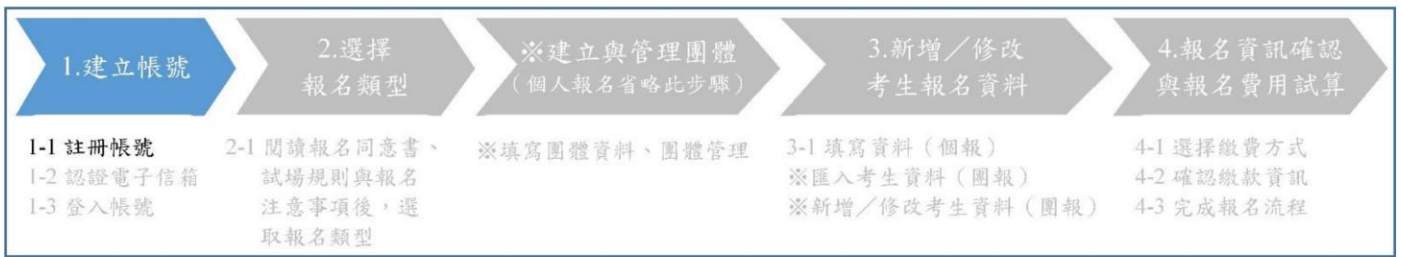 1.建立帳號
2.選擇
報名類型
※建立與管理團體
（個人報名省略此步驟）
3.新增／修改
考生報名資料
4.報名資訊確認
與報名費用試算
1-1 註冊帳號
1-2 認證電子信箱
1-3 登入帳號
2-1 閱讀報名同意書、
試場規則與報名
注意事項後，選
取報名類型
※填寫團體資料、團體管理
3-1 填寫資料（個報）
※匯入考生資料（團報）
※新增／修改考生資料（團報）
4-1 選擇繳費方式
4-2 確認繳款資訊
4-3 完成報名流程